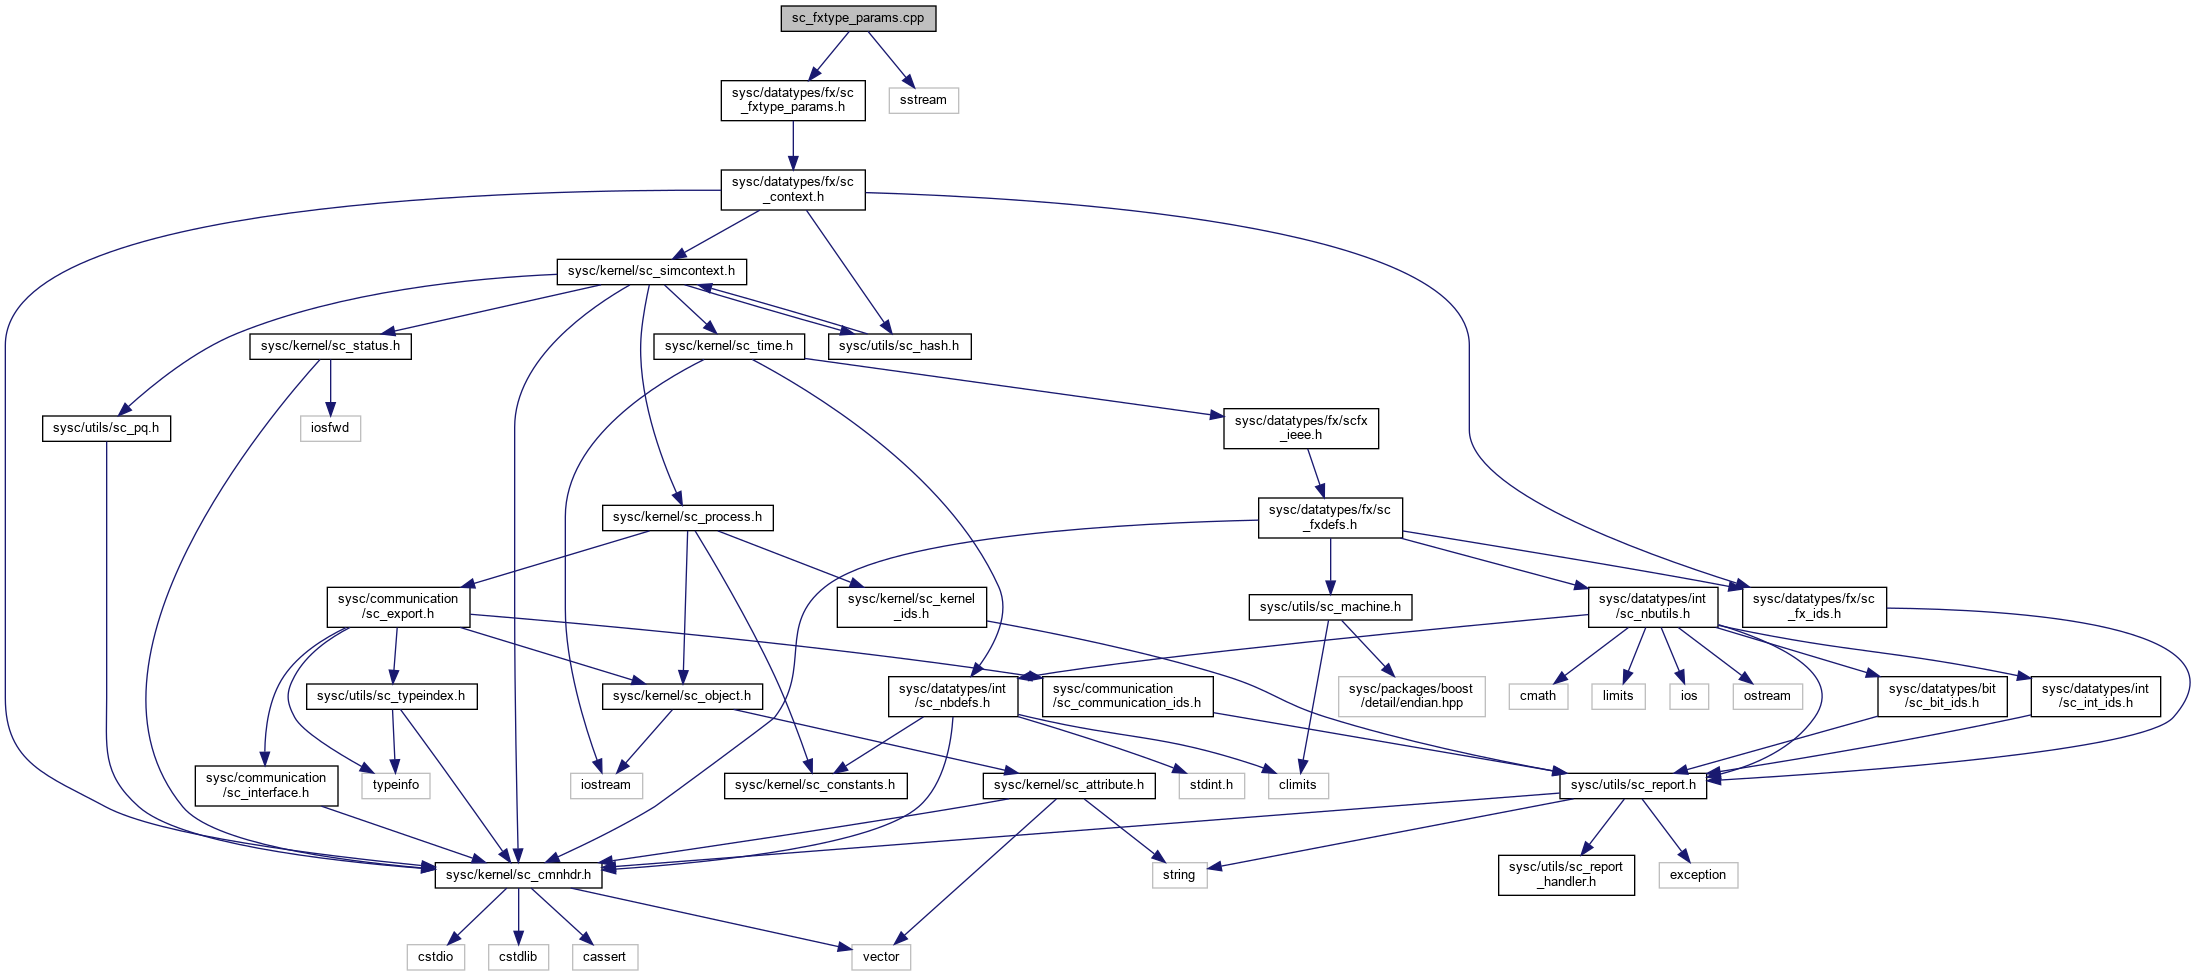 sc_fxtype_params.cpp
sysc/datatypes/fx/sc
_fxtype_params.h
sstream
sysc/datatypes/fx/sc
_context.h
sysc/kernel/sc_simcontext.h
sysc/kernel/sc_status.h
sysc/kernel/sc_time.h
sysc/utils/sc_hash.h
sysc/utils/sc_pq.h
iosfwd
sysc/datatypes/fx/scfx
_ieee.h
sysc/kernel/sc_process.h
sysc/datatypes/fx/sc
_fxdefs.h
sysc/communication
/sc_export.h
sysc/kernel/sc_kernel
_ids.h
sysc/utils/sc_machine.h
sysc/datatypes/int
/sc_nbutils.h
sysc/datatypes/fx/sc
_fx_ids.h
sysc/utils/sc_typeindex.h
sysc/kernel/sc_object.h
sysc/datatypes/int
/sc_nbdefs.h
sysc/communication
/sc_communication_ids.h
sysc/packages/boost
/detail/endian.hpp
cmath
limits
ios
ostream
sysc/datatypes/bit
/sc_bit_ids.h
sysc/datatypes/int
/sc_int_ids.h
sysc/communication
/sc_interface.h
typeinfo
iostream
sysc/kernel/sc_constants.h
sysc/kernel/sc_attribute.h
stdint.h
climits
sysc/utils/sc_report.h
sysc/kernel/sc_cmnhdr.h
string
sysc/utils/sc_report
_handler.h
exception
cstdio
cstdlib
cassert
vector